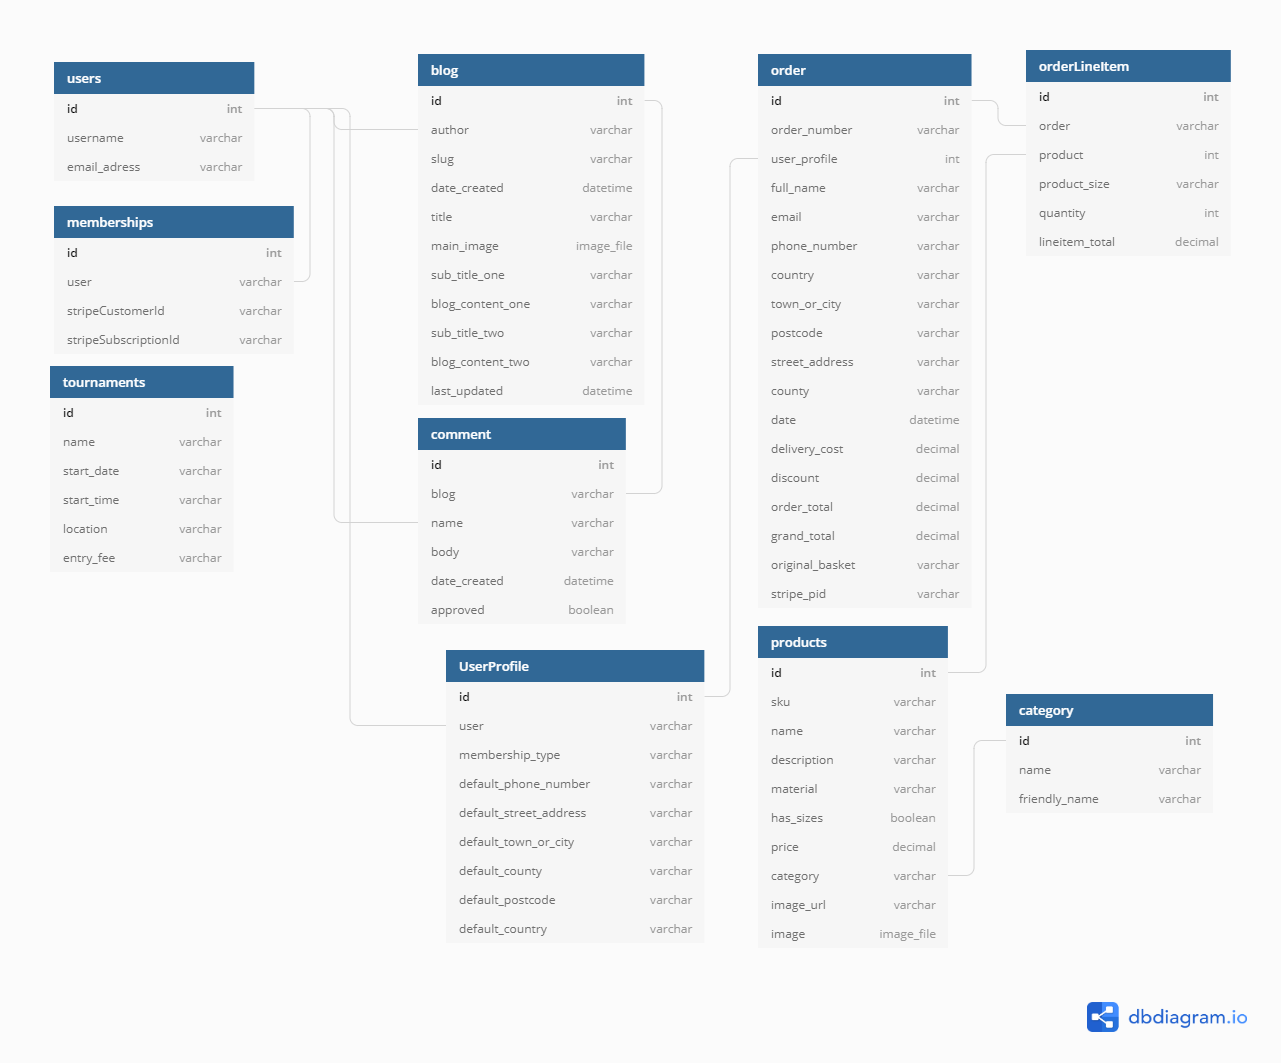 users
id int
username varchar
email_adress varchar
memberships
id int
user varchar
stripeCustomerId varchar
stripeSubscriptionId varchar
tournaments
id int
name varchar
start_date varchar
start_time varchar
location varchar
entry_fee varchar
blog
id int
author varchar
slug varchar
date_created datetime
title varchar
main_image image_file
sub_title_one varchar
blog_content_one varchar
sub_title_two varchar
blog_content_two varchar
last_updated datetime
comment
id int
blog varchar
name varchar
body varchar
date_created datetime
approved boolean
UserProfile
id int
user varchar
membership_type varchar
default_phone_number varchar
default_street_address varchar
default_town_or_city varchar
default_county varchar
default_postcode varchar
default_country varchar
order
id int
order_number varchar
user_profile int
full_name varchar
email varchar
phone_number varchar
country varchar
town_or_city varchar
postcode varchar
street_address varchar
county varchar
date datetime
delivery_cost decimal
discount decimal
order_total decimal
grand_total decimal
original_basket varchar
stripe_pid varchar
products
id int
sku varchar
name varchar
description varchar
material varchar
has_sizes boolean
price decimal
category varchar
image_url varchar
image image_file
orderLineItem
id int
order varchar
product int
product_size varchar
quantity int
lineitem_total decimal
category
id int
name varchar
friendly_name varchar
dbdiagram.io